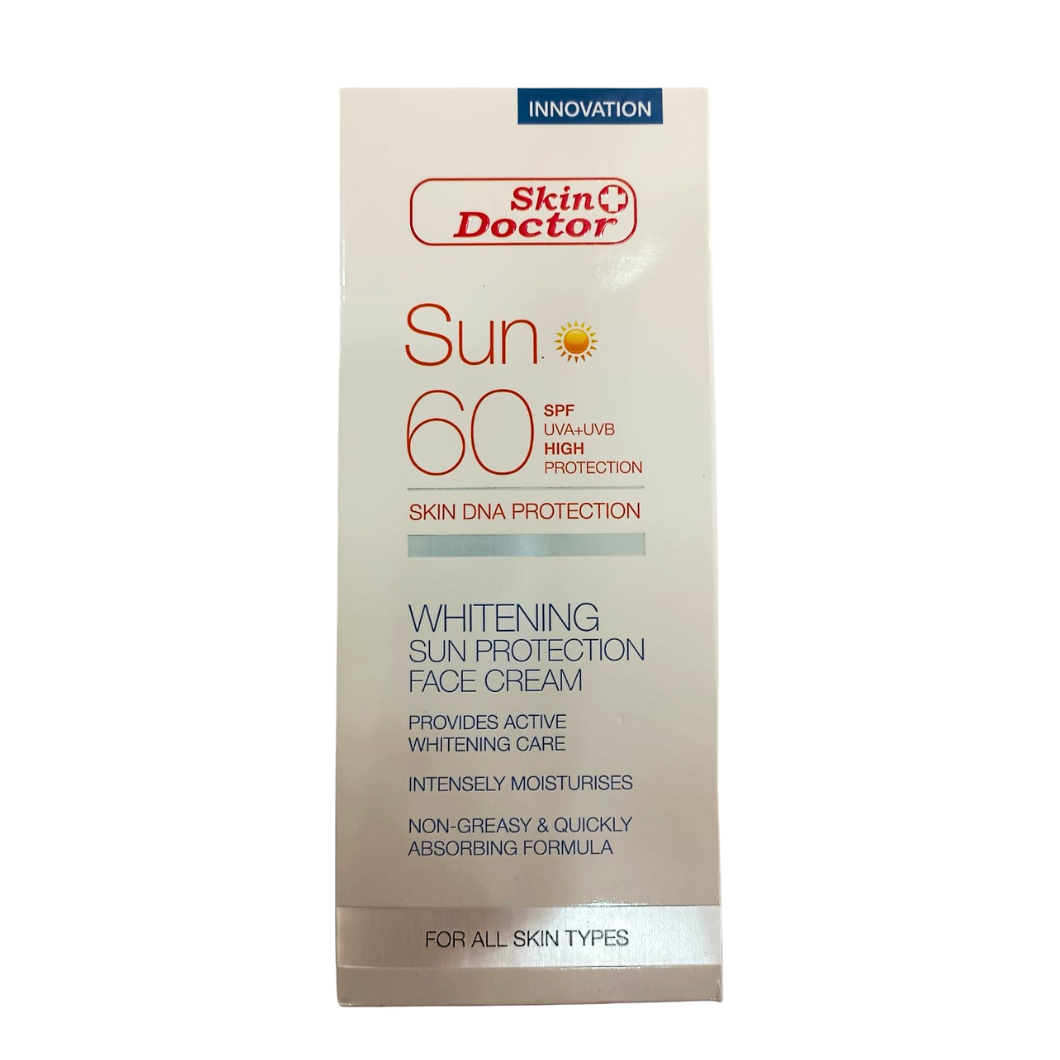 INNOVATION
Skin
Doctor
Sun
60
SPF
UVA+UVB
HIGH
PROTECTION
SKIN DNA PROTECTION
WHITENING
SUN PROTECTION
FACE CREAM
PROVIDES ACTIVE
WHITENING CARE
INTENSELY MOISTURISES
NON-GREASY & QUICKLY
ABSORBING FORMULA
FOR ALL SKIN TYPES